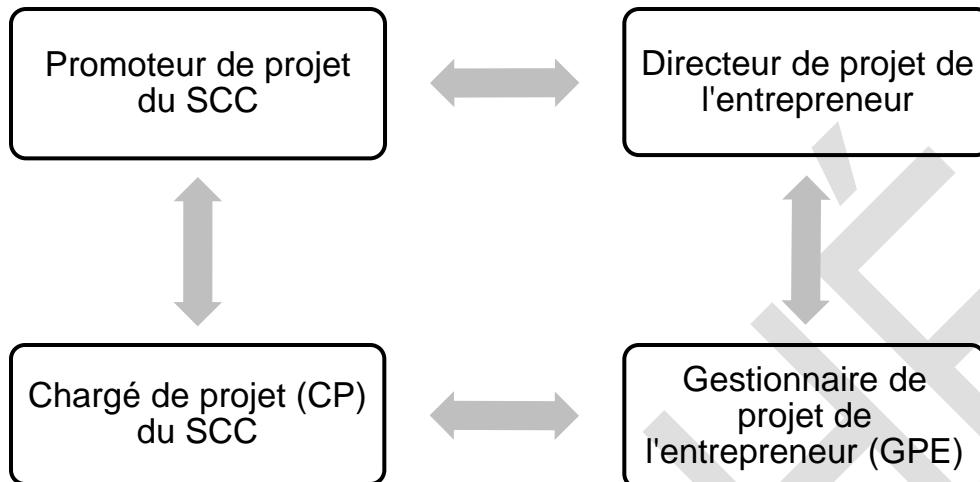 Promoteur de projet
du SCC
Directeur de projet de
l'entrepreneur
Chargé de projet (CP)
du SCC
Gestionnaire de
projet de
l'entrepreneur (GPE)